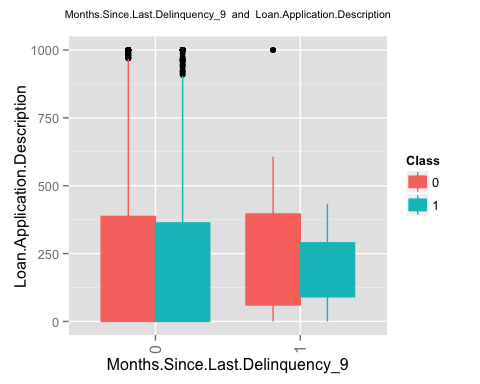 Months.Since.Last.Delinquency_9 and Loan.Application.Description
Loan.Application.Description
1000
750
500
250
0
0
1
Months.Since.Last.Delinquency_9
Class
0
1